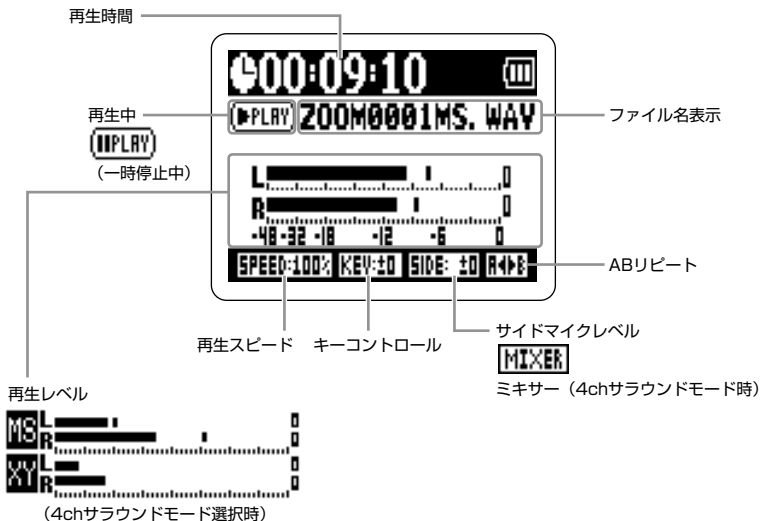 再生時間
00:09:10
再生中
PLAY
ZOOM0001MS. WAV
ファイル名表示
PLAY
（一時停止中）
L 0
R 0
-48 -32 -18 -12 -6 0
SPEED:100% KEY:±0 SIDE: ±0 A B
ABリピート
再生スピード キーコントロール
サイドマイクレベル
MIXER
ミキサー（4chサラウンドモード時）
再生レベル
MS L 0
R 0
XY L 0
R 0
（4chサラウンドモード選択時）